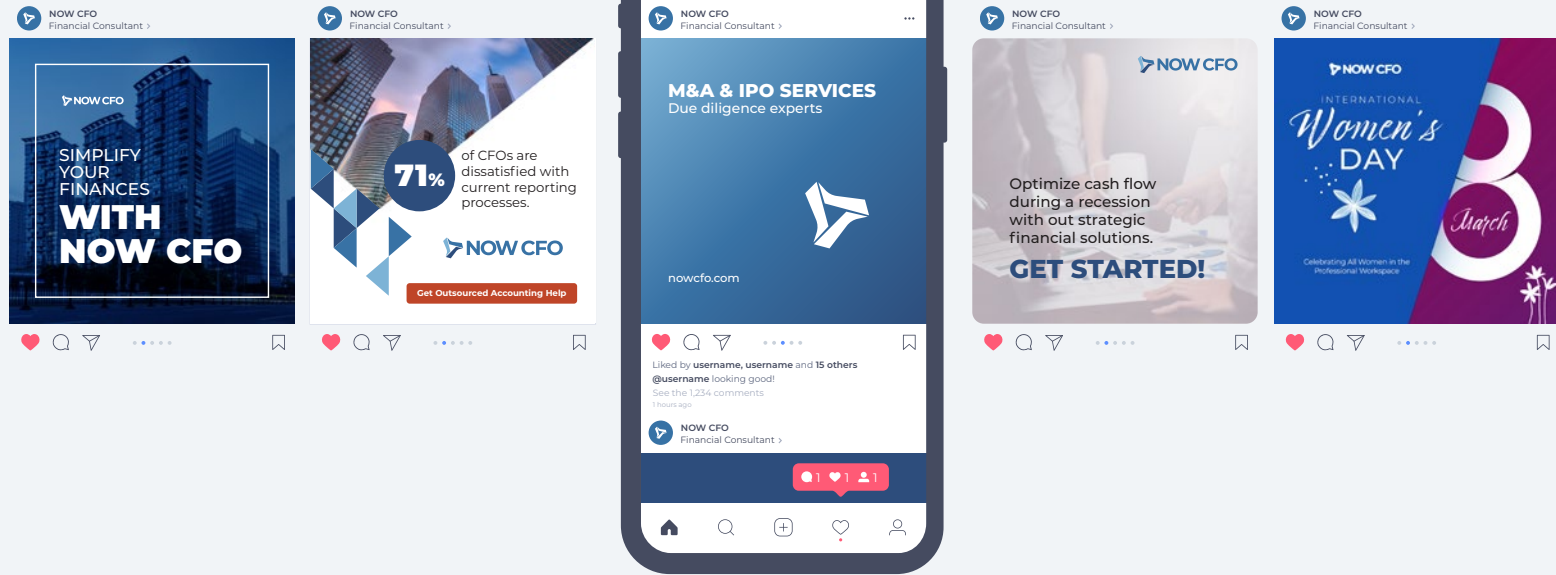 NOW CFO
Financial Consultant >
NOW CFO
SIMPLIFY
YOUR
FINANCES
WITH
NOW CFO
NOW CFO
Financial Consultant >
71%
of CFOs are
dissatisfied with
current reporting
processes.
NOW CFO
Get Outsourced Accounting Help
NOW CFO
Financial Consultant >
M&A & IPO SERVICES
Due diligence experts
nowcfo.com
Liked by username, username and 15 others
@username looking good!
See the 1,234 comments
1 hours ago
NOW CFO
Financial Consultant >
1 1 1
NOW CFO
Financial Consultant >
NOW CFO
Optimize cash flow
during a recession
with out strategic
financial solutions.
GET STARTED!
NOW CFO
Financial Consultant >
NOW CFO
INTERNATIONAL
Women's
DAY
8
March
Celebrating All Women in the
Professional Workspace